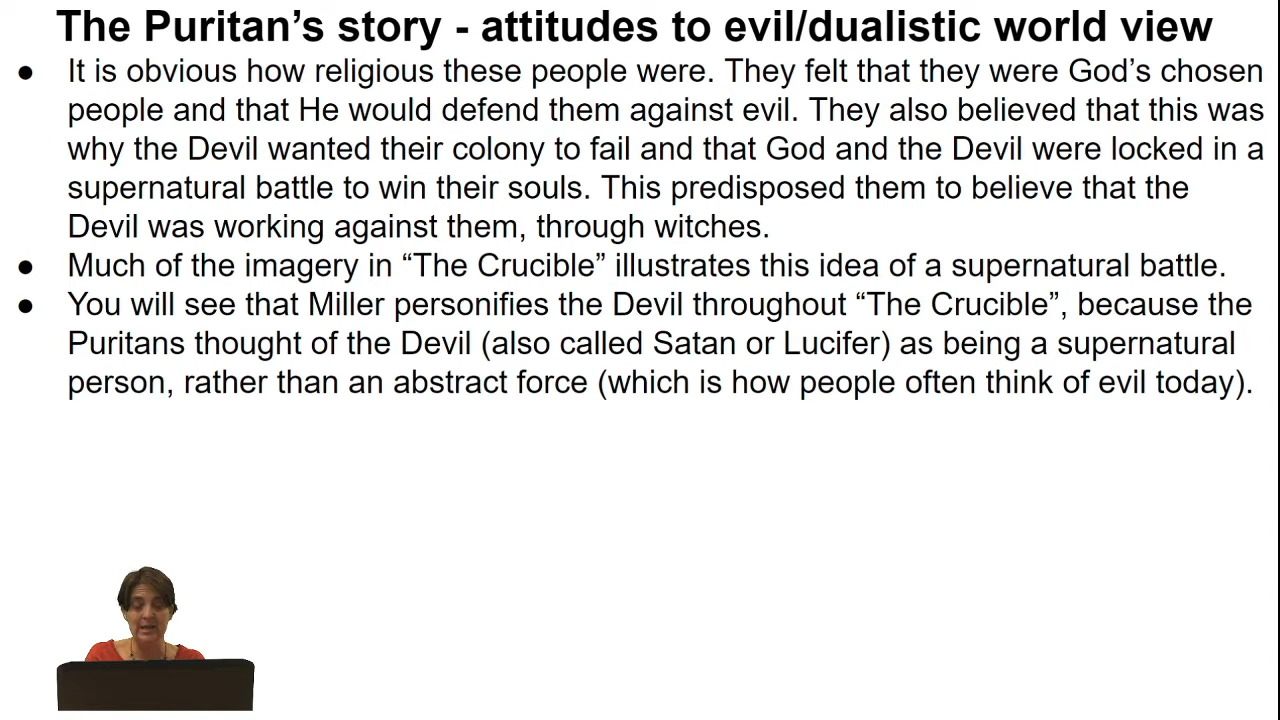 The Puritan’s story - attitudes to evil/dualistic world view
● It is obvious how religious these people were. They felt that they were God’s chosen
people and that He would defend them against evil. They also believed that this was
why the Devil wanted their colony to fail and that God and the Devil were locked in a
supernatural battle to win their souls. This predisposed them to believe that the
Devil was working against them, through witches.
● Much of the imagery in “The Crucible” illustrates this idea of a supernatural battle.
● You will see that Miller personifies the Devil throughout “The Crucible”, because the
Puritans thought of the Devil (also called Satan or Lucifer) as being a supernatural
person, rather than an abstract force (which is how people often think of evil today).